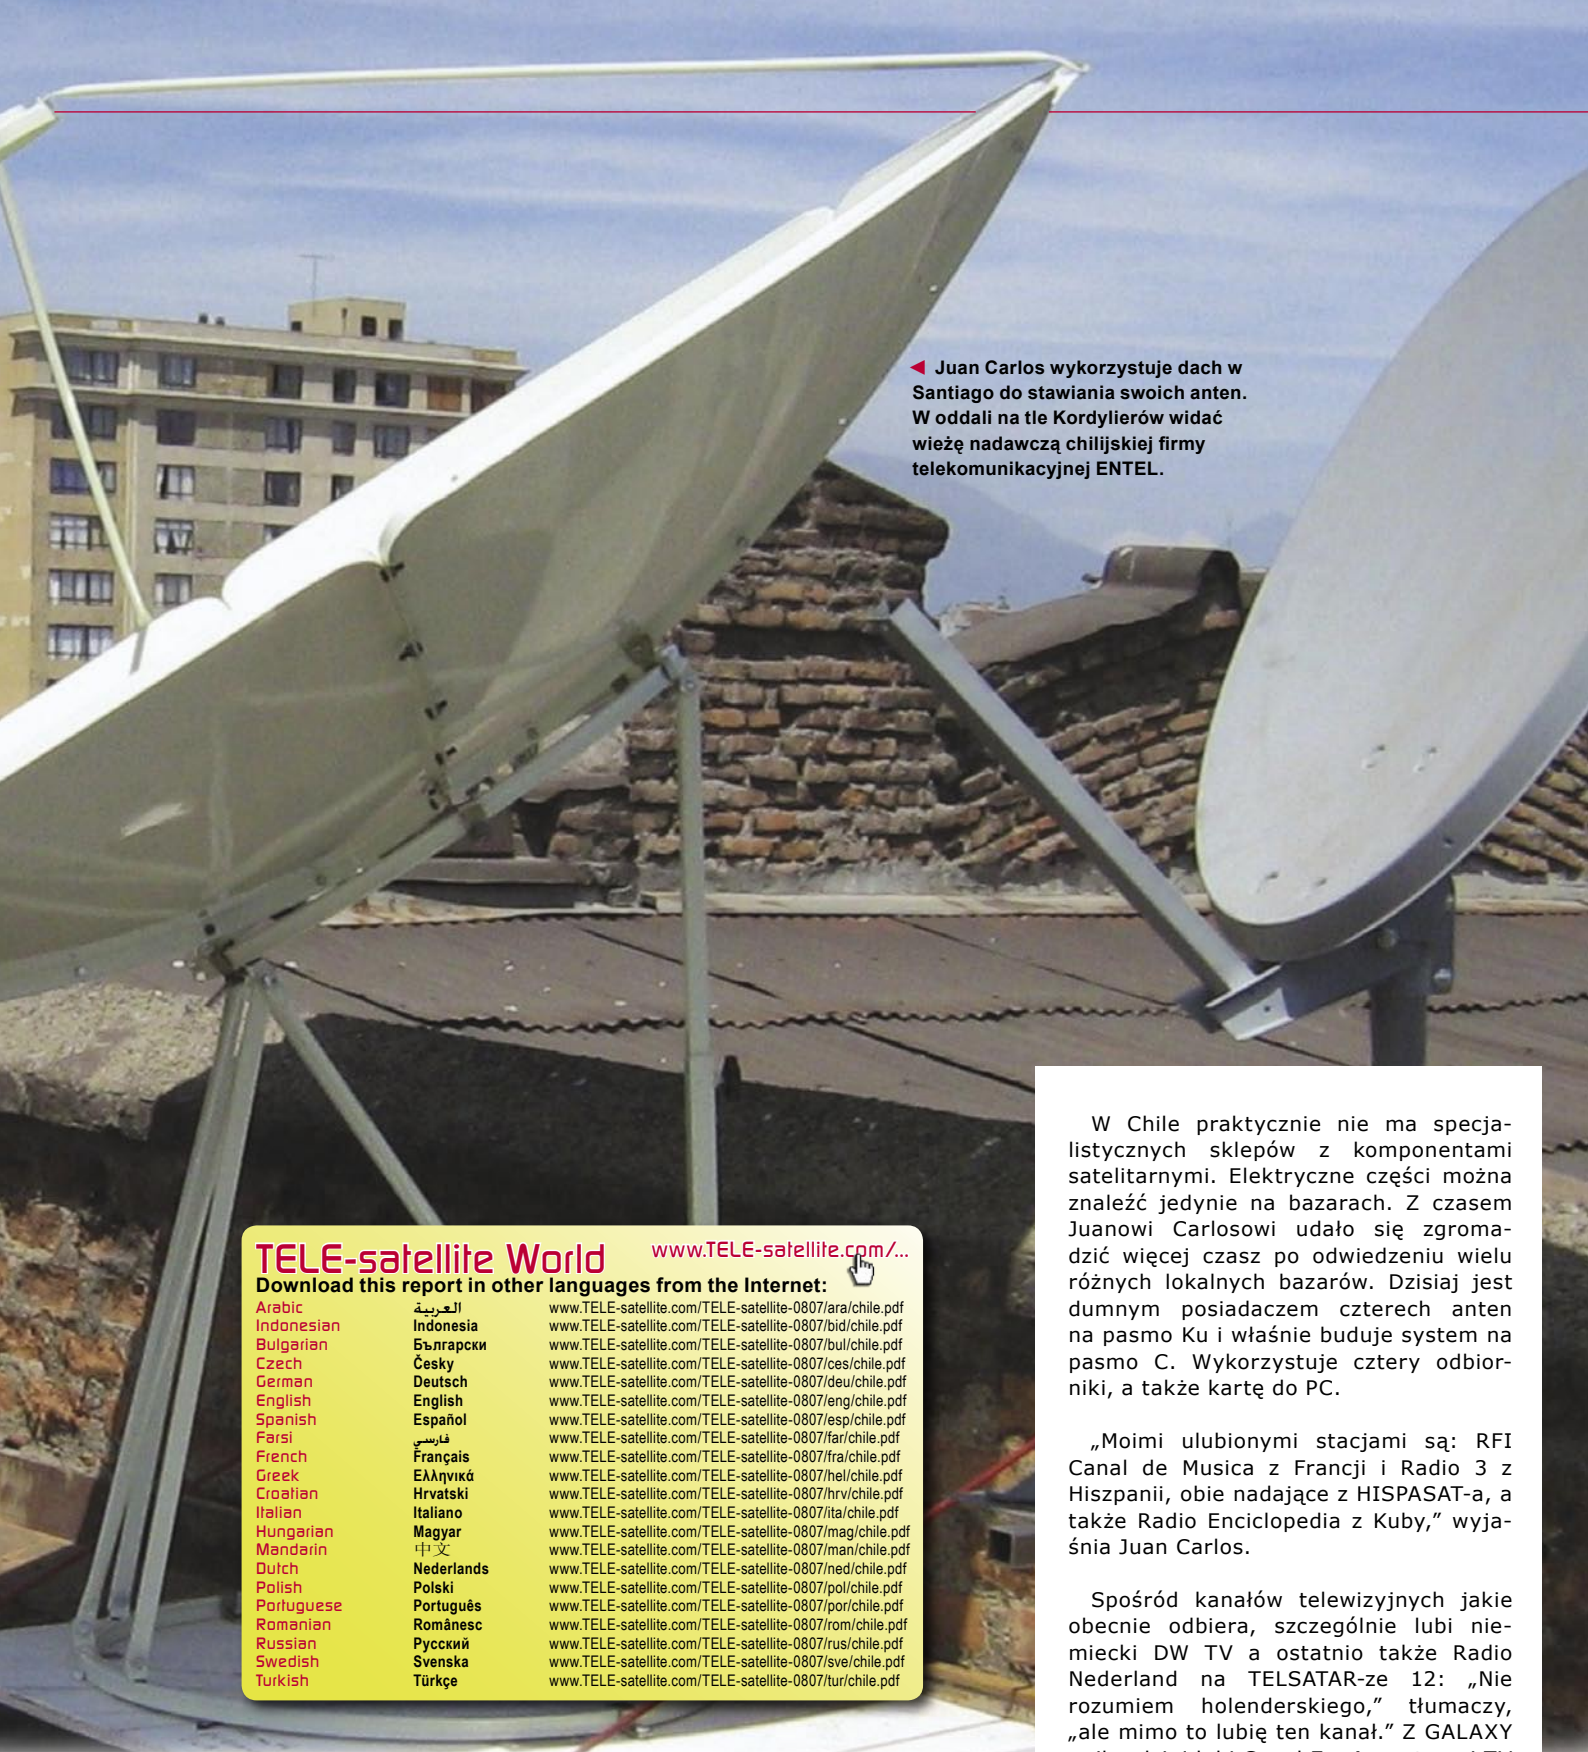 ◄ Juan Carlos wykorzystuje dach w
Santiago do stawiania swoich anten.
W oddali na tle Kordylierów widać
wieżę nadawczą chilijskiej firmy
telekomunikacyjnej ENTEL.
TELE-satellite World www.TELE-satellite.com/...
Download this report in other languages from the Internet:
Arabic العربية www.TELE-satellite.com/TELE-satellite-0807/ara/chile.pdf
Indonesian Indonesia www.TELE-satellite.com/TELE-satellite-0807/bid/chile.pdf
Bulgarian Български www.TELE-satellite.com/TELE-satellite-0807/bul/chile.pdf
Czech Česky www.TELE-satellite.com/TELE-satellite-0807/ces/chile.pdf
German Deutsch www.TELE-satellite.com/TELE-satellite-0807/deu/chile.pdf
English English www.TELE-satellite.com/TELE-satellite-0807/eng/chile.pdf
Spanish Español www.TELE-satellite.com/TELE-satellite-0807/esp/chile.pdf
Farsi فارسي www.TELE-satellite.com/TELE-satellite-0807/far/chile.pdf
French Français www.TELE-satellite.com/TELE-satellite-0807/fra/chile.pdf
Greek Ελληνικά www.TELE-satellite.com/TELE-satellite-0807/hel/chile.pdf
Croatian Hrvatski www.TELE-satellite.com/TELE-satellite-0807/hrv/chile.pdf
Italian Italiano www.TELE-satellite.com/TELE-satellite-0807/ita/chile.pdf
Hungarian Magyar www.TELE-satellite.com/TELE-satellite-0807/mag/chile.pdf
Mandarin 中文 www.TELE-satellite.com/TELE-satellite-0807/man/chile.pdf
Dutch Nederlands www.TELE-satellite.com/TELE-satellite-0807/ned/chile.pdf
Polish Polski www.TELE-satellite.com/TELE-satellite-0807/pol/chile.pdf
Portuguese Português www.TELE-satellite.com/TELE-satellite-0807/por/chile.pdf
Romanian Românesc www.TELE-satellite.com/TELE-satellite-0807/rom/chile.pdf
Russian Русский www.TELE-satellite.com/TELE-satellite-0807/rus/chile.pdf
Swedish Svenska www.TELE-satellite.com/TELE-satellite-0807/sve/chile.pdf
Turkish Türkçe www.TELE-satellite.com/TELE-satellite-0807/tur/chile.pdf
W Chile praktycznie nie ma specja-
listycznych sklepów z komponentami
satelitarnymi. Elektryczne części można
znaleźć jedynie na bazarach. Z czasem
Juanowi Carlosowi udało się zgroma-
dzić więcej czasz po odwiedzeniu wielu
różnych lokalnych bazarów. Dzisiaj jest
dumnym posiadaczem czterech anten
na pasmo Ku i właśnie buduje system na
pasmo C. Wykorzystuje cztery odbior-
niki, a także kartę do PC.
„Moimi ulubionymi stacjami są: RFI
Canal de Musica z Francji i Radio 3 z
Hiszpanii, obie nadające z HISPASAT-a, a
także Radio Enciclopedia z Kuby,” wyja-
śnia Juan Carlos.
Spośród kanałów telewizyjnych jakie
obecnie odbiera, szczególnie lubi nie-
miecki DW TV a ostatnio także Radio
Nederland na TELSATAR-ze 12: „Nie
rozumiem holenderskiego,” tłumaczy,
„ale mimo to lubię ten kanał.” Z GALAXY